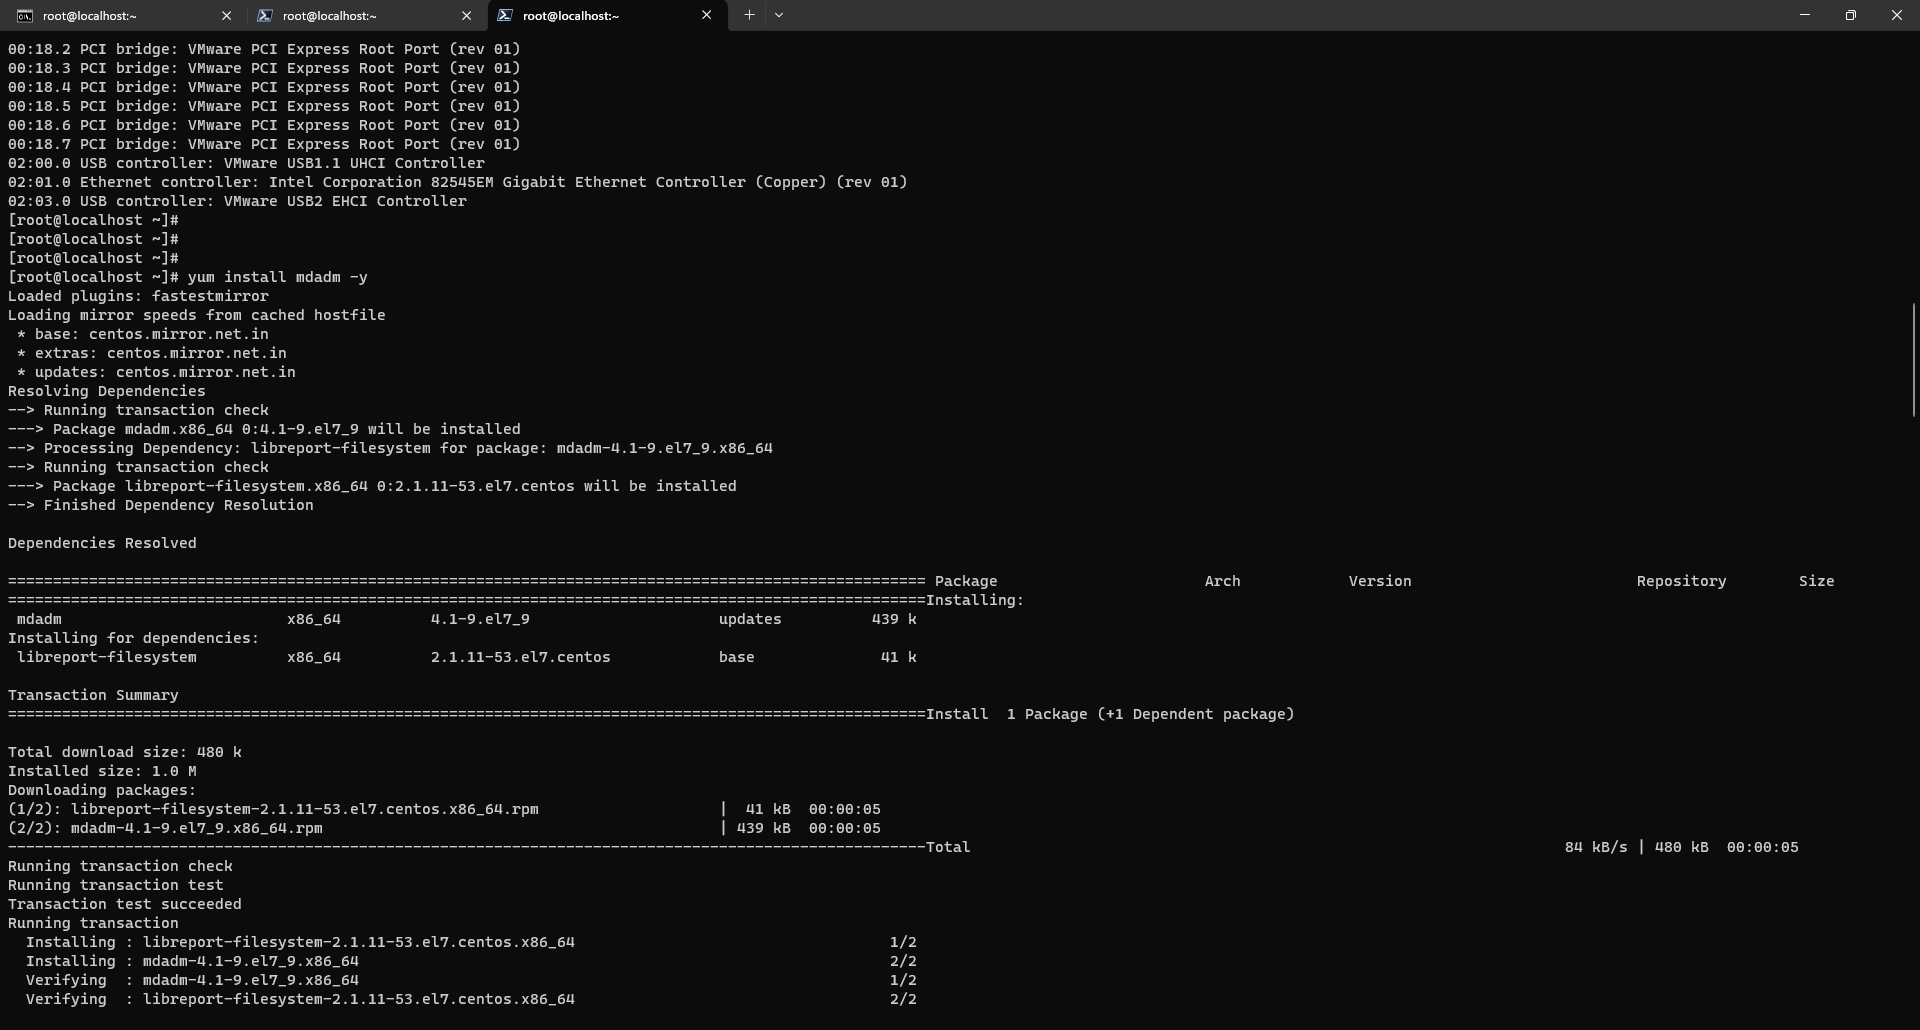 root@localhost:~
root@localhost:~
root@localhost:~
00:18.2 PCI bridge: VMware PCI Express Root Port (rev 01)
00:18.3 PCI bridge: VMware PCI Express Root Port (rev 01)
00:18.4 PCI bridge: VMware PCI Express Root Port (rev 01)
00:18.5 PCI bridge: VMware PCI Express Root Port (rev 01)
00:18.6 PCI bridge: VMware PCI Express Root Port (rev 01)
00:18.7 PCI bridge: VMware PCI Express Root Port (rev 01)
02:00.0 USB controller: VMware USB1.1 UHCI Controller
02:01.0 Ethernet controller: Intel Corporation 82545EM Gigabit Ethernet Controller (Copper) (rev 01)
02:03.0 USB controller: VMware USB2 EHCI Controller
[root@localhost ~]#
[root@localhost ~]#
[root@localhost ~]#
[root@localhost ~]# yum install mdadm -y
Loaded plugins: fastestmirror
Loading mirror speeds from cached hostfile
 * base: centos.mirror.net.in
 * extras: centos.mirror.net.in
 * updates: centos.mirror.net.in
Resolving Dependencies
--> Running transaction check
---> Package mdadm.x86_64 0:4.1-9.el7_9 will be installed
--> Processing Dependency: libreport-filesystem for package: mdadm-4.1-9.el7_9.x86_64
--> Running transaction check
---> Package libreport-filesystem.x86_64 0:2.1.11-53.el7.centos will be installed
--> Finished Dependency Resolution
Dependencies Resolved
====================================================================================================== Package                       Arch            Version                         Repository        Size
======================================================================================================Installing:
 mdadm                         x86_64          4.1-9.el7_9                     updates          439 k
Installing for dependencies:
 libreport-filesystem          x86_64          2.1.11-53.el7.centos            base              41 k
Transaction Summary
======================================================================================================Install  1 Package (+1 Dependent package)
Total download size: 480 k
Installed size: 1.0 M
Downloading packages:
(1/2): libreport-filesystem-2.1.11-53.el7.centos.x86_64.rpm                    |  41 kB  00:00:05
(2/2): mdadm-4.1-9.el7_9.x86_64.rpm                                            | 439 kB  00:00:05
------------------------------------------------------------------------------------------------------Total                                                                  84 kB/s | 480 kB  00:00:05
Running transaction check
Running transaction test
Transaction test succeeded
Running transaction
  Installing : libreport-filesystem-2.1.11-53.el7.centos.x86_64                                   1/2
  Installing : mdadm-4.1-9.el7_9.x86_64                                                           2/2
  Verifying  : mdadm-4.1-9.el7_9.x86_64                                                           1/2
  Verifying  : libreport-filesystem-2.1.11-53.el7.centos.x86_64                                   2/2